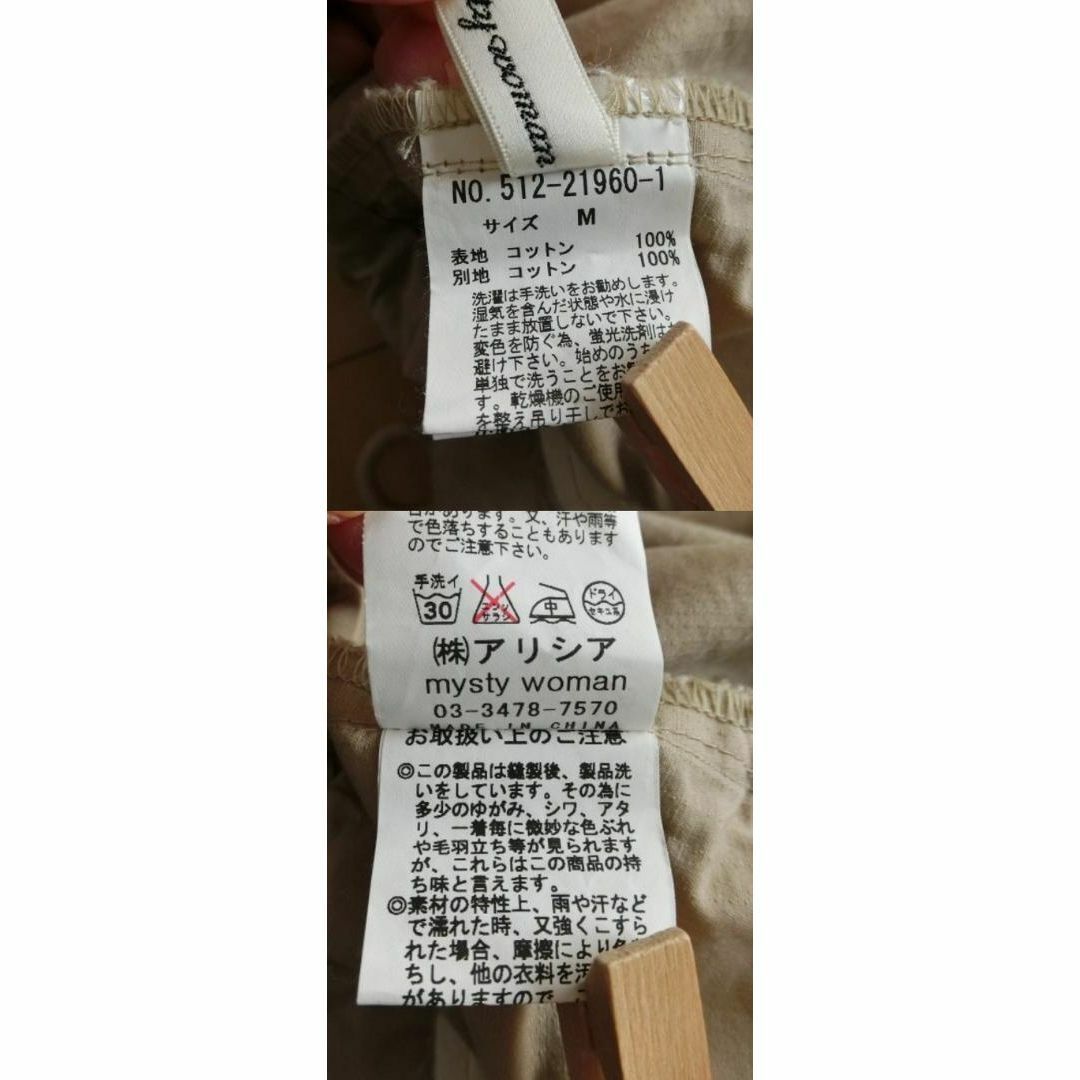 woman
NO. 512-21960-1
サイズ M
表地 コットン 100%
別地 コットン 100%
洗濯は手洗いをお勧めします。
湿気を含んだ状態や水に浸け
たまま放置しないで下さい。
変色を防ぐ為、蛍光洗剤は
避け下さい。始めのうち
単独で洗うことをお
す。乾燥機のご使用
を整え吊り干しでお
で色落ちすることもあります
のでご注意下さい。
手洗イ
30 エンソ サラシ 中 ドライ セキユ系
㈱アリシア
mysty woman
03-3478-7570
MADE IN CHINA
お取扱い上のご注意
◎この製品は縫製後、製品洗
いをしています。その為に
多少のゆがみ、シワ、アタ
リ、一着毎に微妙な色ぶれ
や毛羽立ち等が見られます
が、これらはこの商品の持
ち味と言えます。
◎素材の特性上、雨や汗など
で濡れた時、又強くこすら
れた場合、摩擦により
ちし、他の衣料を汚
がありますので、